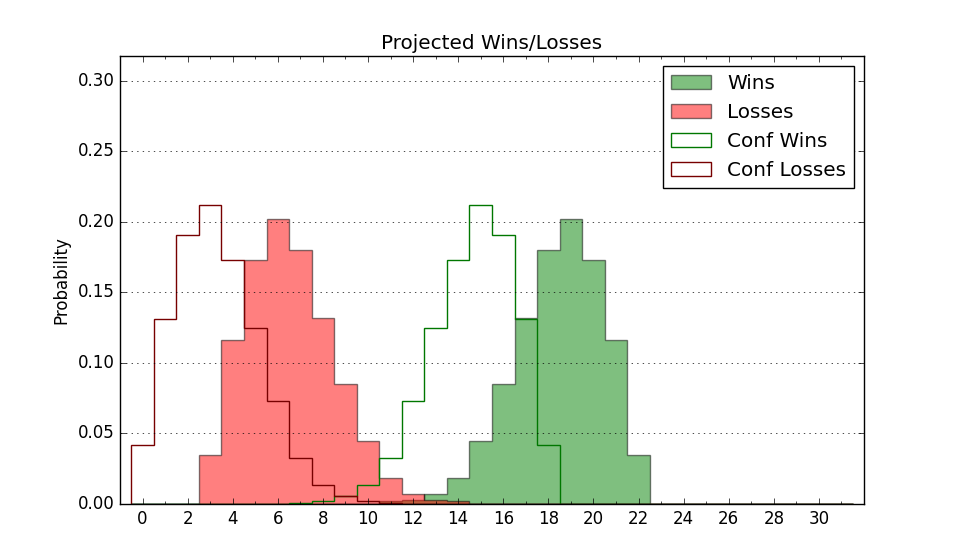 Projected Wins/Losses
Wins
Losses
Conf Wins
Conf Losses
Probability
0.30
0.25
0.20
0.15
0.10
0.05
0.00
0 2 4 6 8 10 12 14 16 18 20 22 24 26 28 30